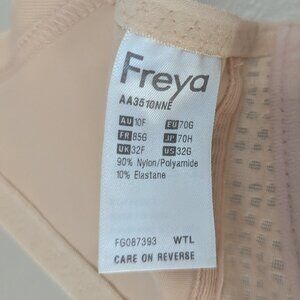 Freya
AA3510NNE
AU 10F EU 70G
FR 85G JP 70H
UK 32F US 32G
90% Nylon/Polyamide
10% Elastane
FG087393 WTL
CARE ON REVERSE